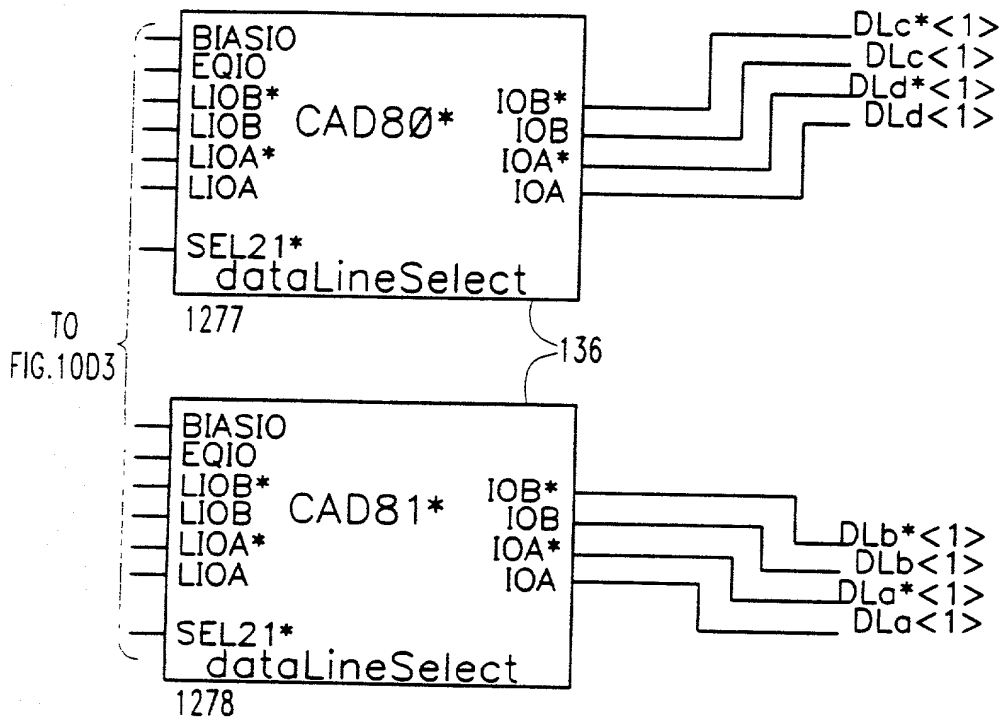 DLc*<1>
DLc<1>
DLd*<1>
DLd<1>
BIASIO
EQIO
LIOB*
LIOB
LIOA*
LIOA
SEL21*
CAD80*
IOB*
IOB
IOA*
IOA
dataLineSelect
1277
TO
FIG.10D3
136
BIASIO
EQIO
LIOB*
LIOB
LIOA*
LIOA
SEL21*
CAD81*
IOB*
IOB
IOA*
IOA
dataLineSelect
1278
DLb*<1>
DLb<1>
DLa*<1>
DLa<1>